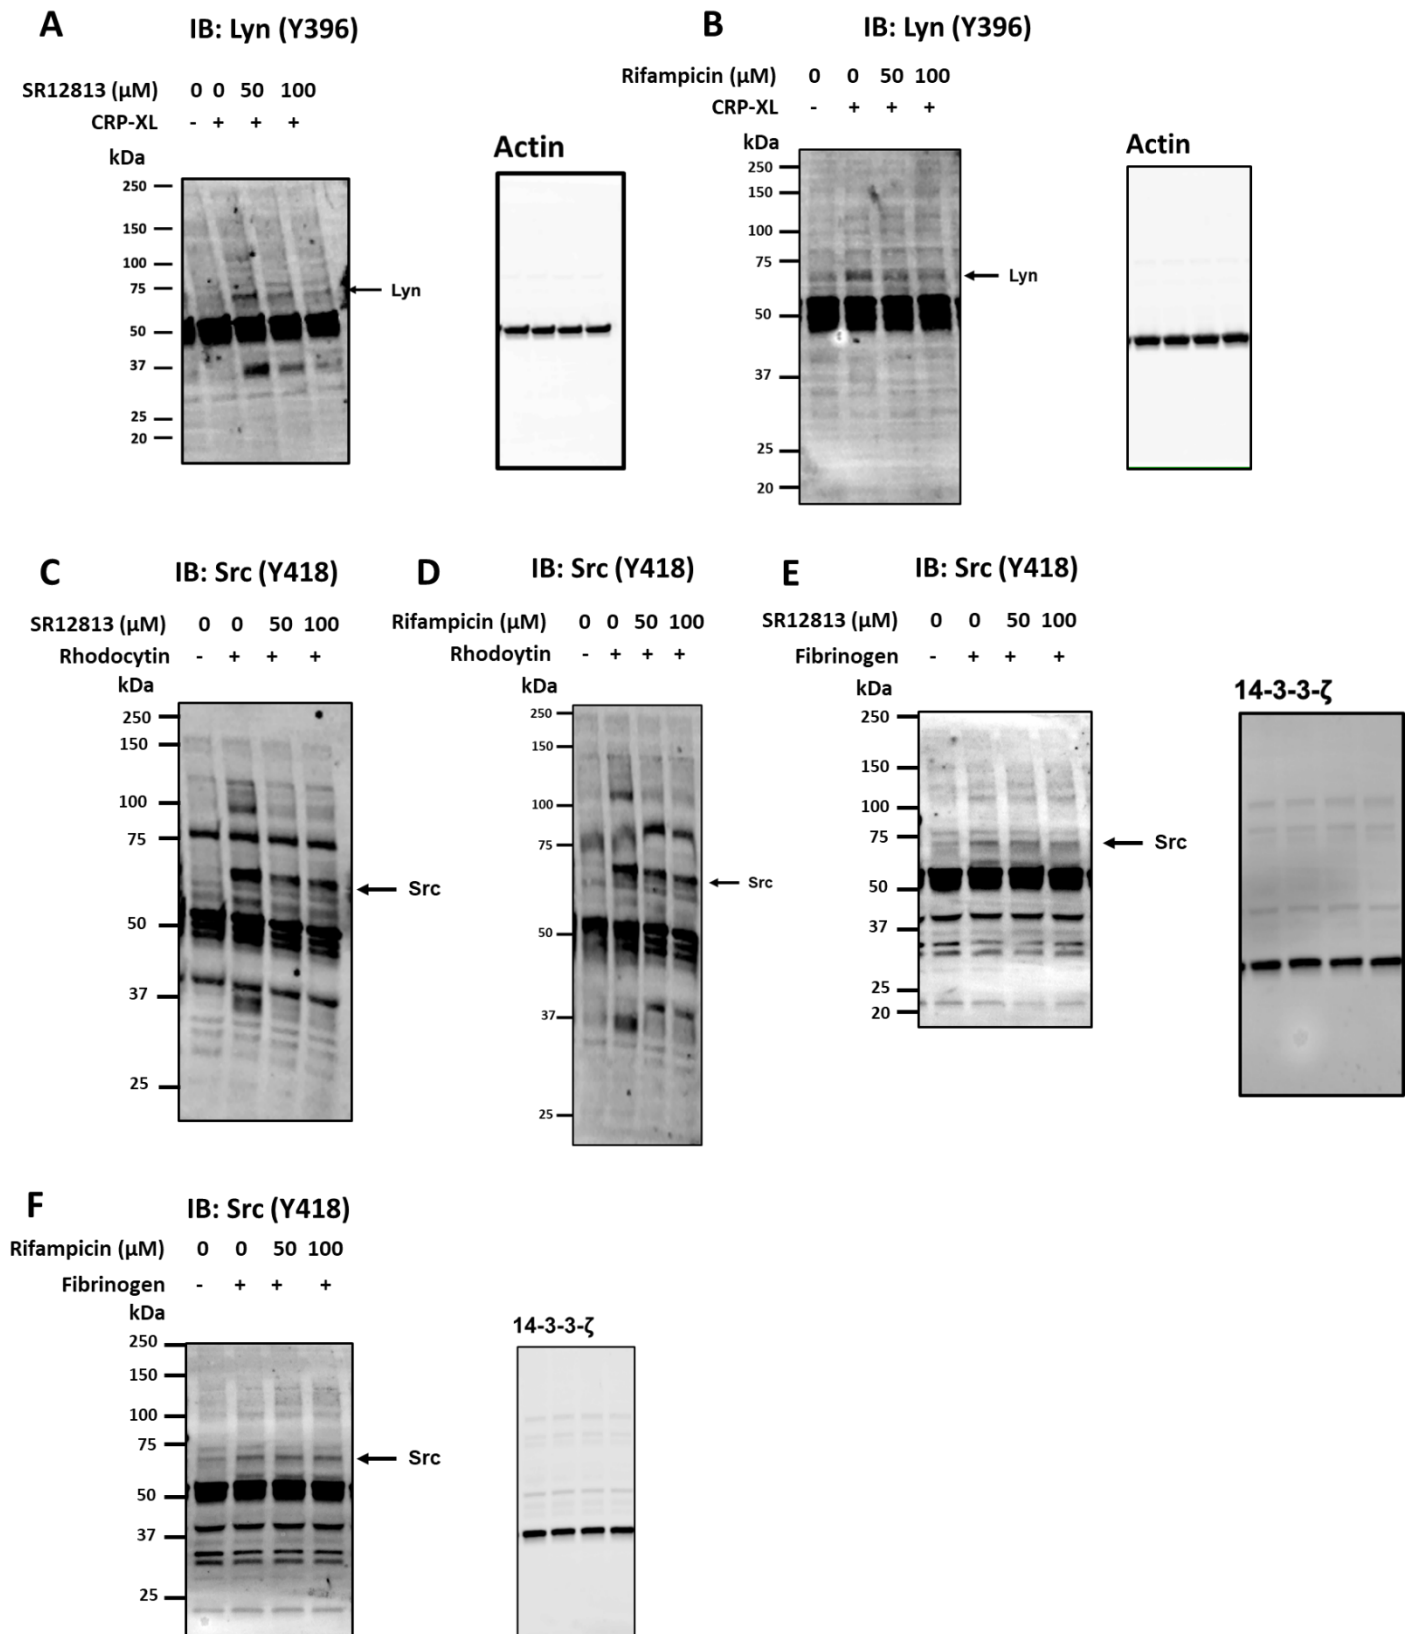 A
IB: Lyn (Y396)
SR12813 (µM) 0 0 50 100
CRP-XL - + + +
kDa
250
150
100
75
50
37
25
20
Lyn
Actin
B
IB: Lyn (Y396)
Rifampicin (µM) 0 0 50 100
CRP-XL - + + +
kDa
250
150
100
75
50
37
25
20
Lyn
Actin
C
IB: Src (Y418)
SR12813 (µM) 0 0 50 100
Rhodocytin - + + +
kDa
250
150
100
75
50
37
25
Src
D
IB: Src (Y418)
Rifampicin (µM) 0 0 50 100
Rhodoytin - + + +
kDa
250
150
100
75
50
37
25
Src
E
IB: Src (Y418)
SR12813 (µM) 0 0 50 100
Fibrinogen - + + +
kDa
250
150
100
75
50
37
25
20
Src
14-3-3-ζ
F
IB: Src (Y418)
Rifampicin (µM) 0 0 50 100
Fibrinogen - + + +
kDa
250
150
100
75
50
37
25
Src
14-3-3-ζ